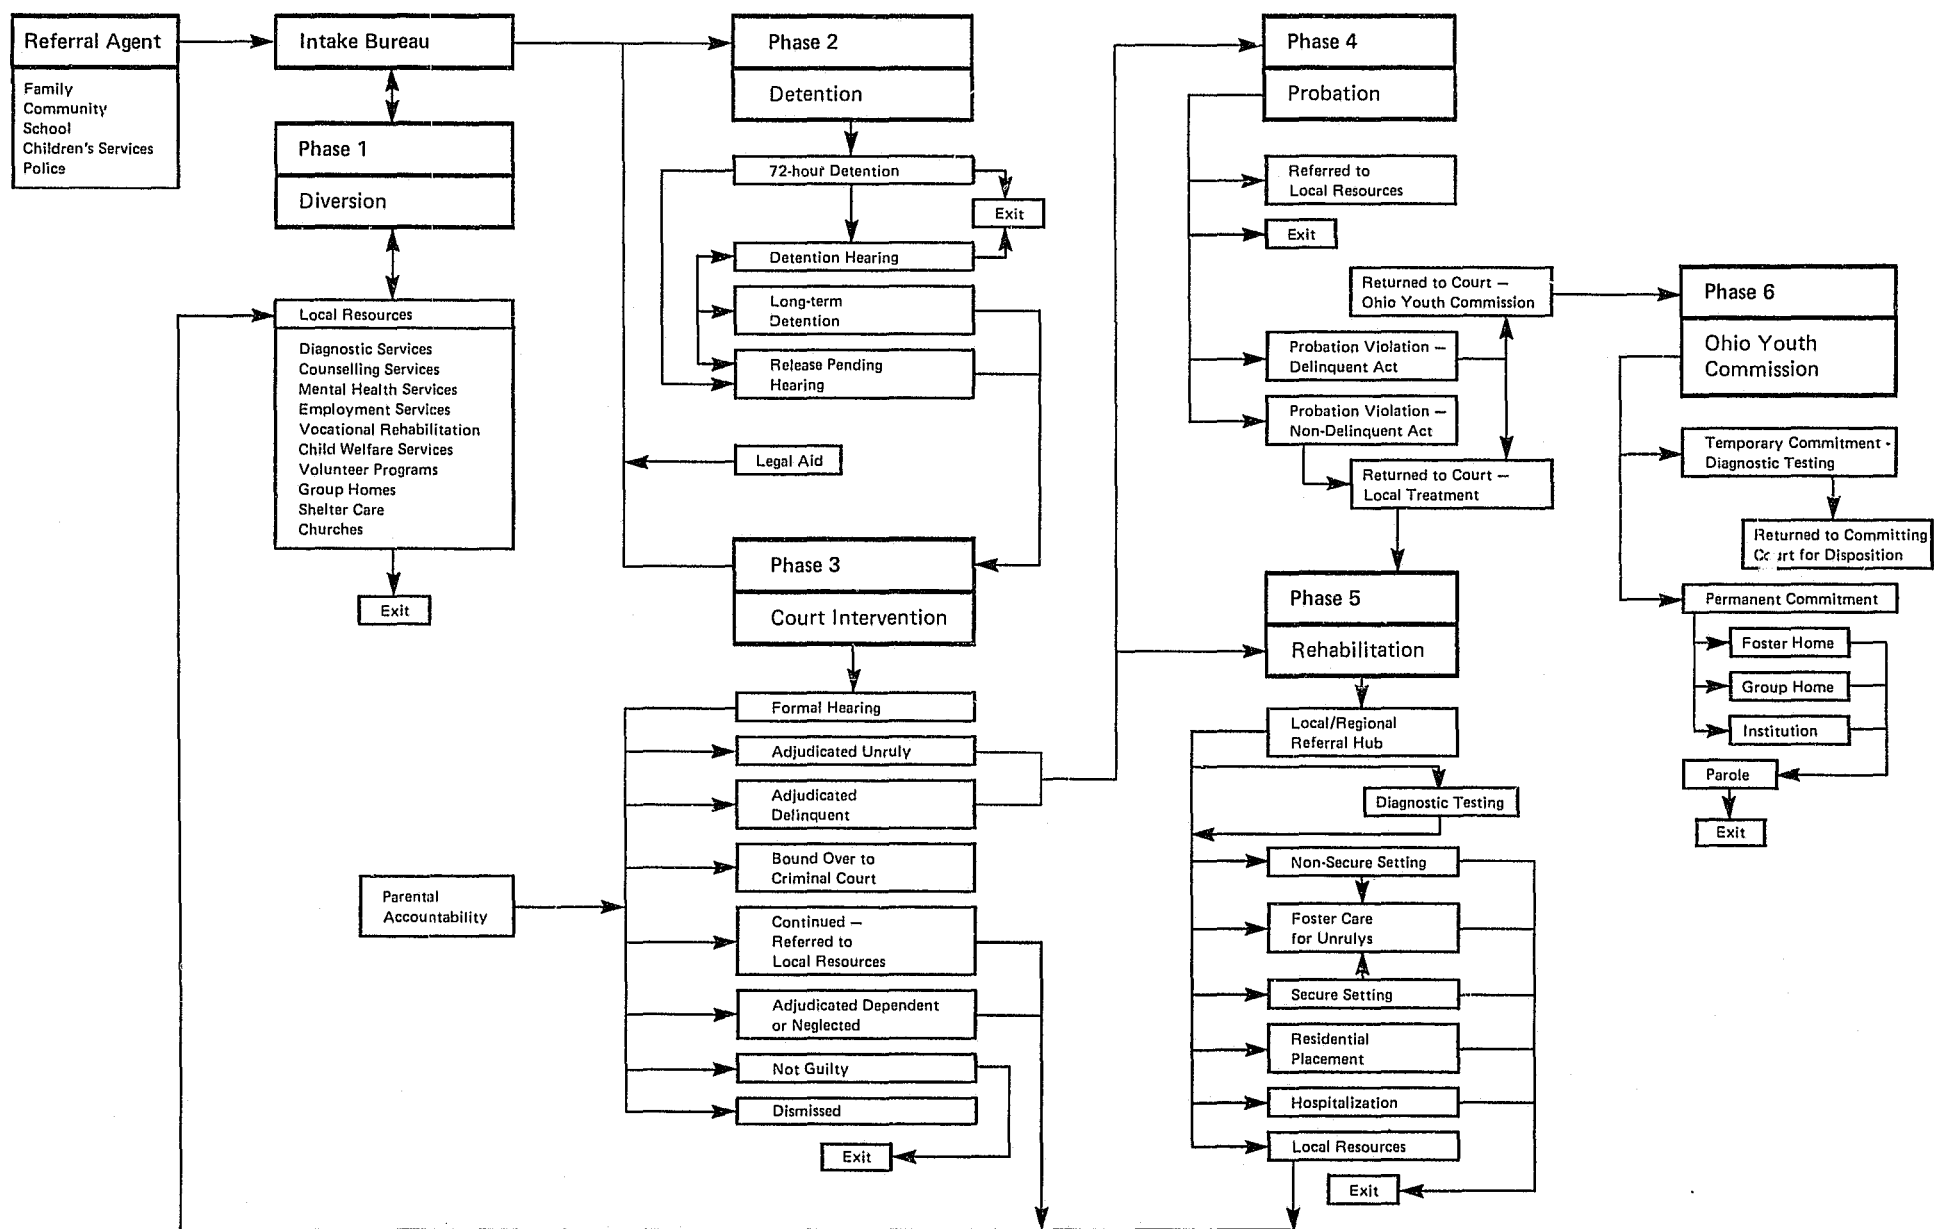 Referral Agent
Family
Community
School
Children's Services
Police
Intake Bureau
Phase 1
Diversion
Local Resources
Diagnostic Services
Counselling Services
Mental Health Services
Employment Services
Vocational Rehabilitation
Child Welfare Services
Volunteer Programs
Group Homes
Shelter Care
Churches
Exit
Parental
Accountability
Phase 2
Detention
72-hour Detention
Exit
Detention Hearing
Long-term
Detention
Release Pending
Hearing
Legal Aid
Phase 3
Court Intervention
Formal Hearing
Adjudicated Unruly
Adjudicated
Delinquent
Bound Over to
Criminal Court
Continued —
Referred to
Local Resources
Adjudicated Dependent
or Neglected
Not Guilty
Dismissed
Exit
Phase 4
Probation
Referred to
Local Resources
Exit
Returned to Court —
Ohio Youth Commission
Probation Violation —
Delinquent Act
Probation Violation —
Non-Delinquent Act
Returned to Court —
Local Treatment
Phase 5
Rehabilitation
Local/Regional
Referral Hub
Diagnostic Testing
Non-Secure Setting
Foster Care
for Unrulys
Secure Setting
Residential
Placement
Hospitalization
Local Resources
Exit
Phase 6
Ohio Youth
Commission
Temporary Commitment -
Diagnostic Testing
Returned to Committing
Court for Disposition
Permanent Commitment
Foster Home
Group Home
Institution
Parole
Exit